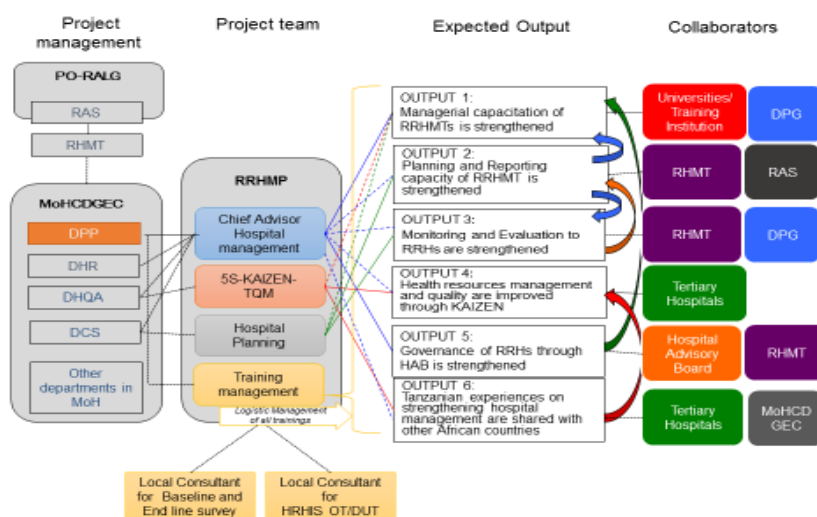 Project
management
Project team
Expected Output
Collaborators
PO-RALG
RAS
RHMT
MoHCDGEC
DPP
DHR
DHQA
DCS
Other
departments in
MoH
RRHMP
Chief Advisor
Hospital
management
5S-KAIZEN-
TQM
Hospital
Planning
Training
management
Logistic Management
of all trainings
Local Consultant
for Baseline and
End line survey
Local Consultant
for
HRHIS OT/DUT
OUTPUT 1:
Managerial capacitation of
RRHMTs is strengthened
OUTPUT 2:
Planning and Reporting
capacity of RRHMT is
strengthened
OUTPUT 3:
Monitoring and Evaluation to
RRHs are strengthened
OUTPUT 4:
Health resources management
and quality are improved
through KAIZEN
OUTPUT 5:
Governance of RRHs through
HAB is strengthened
OUTPUT 6:
Tanzanian experiences on
strengthening hospital
management are shared with
other African countries
Universities/
Training
Institution
DPG
RHMT
RAS
RHMT
DPG
Tertiary
Hospitals
Hospital
Advisory
Board
RHMT
Tertiary
Hospitals
MoHCD
GEC